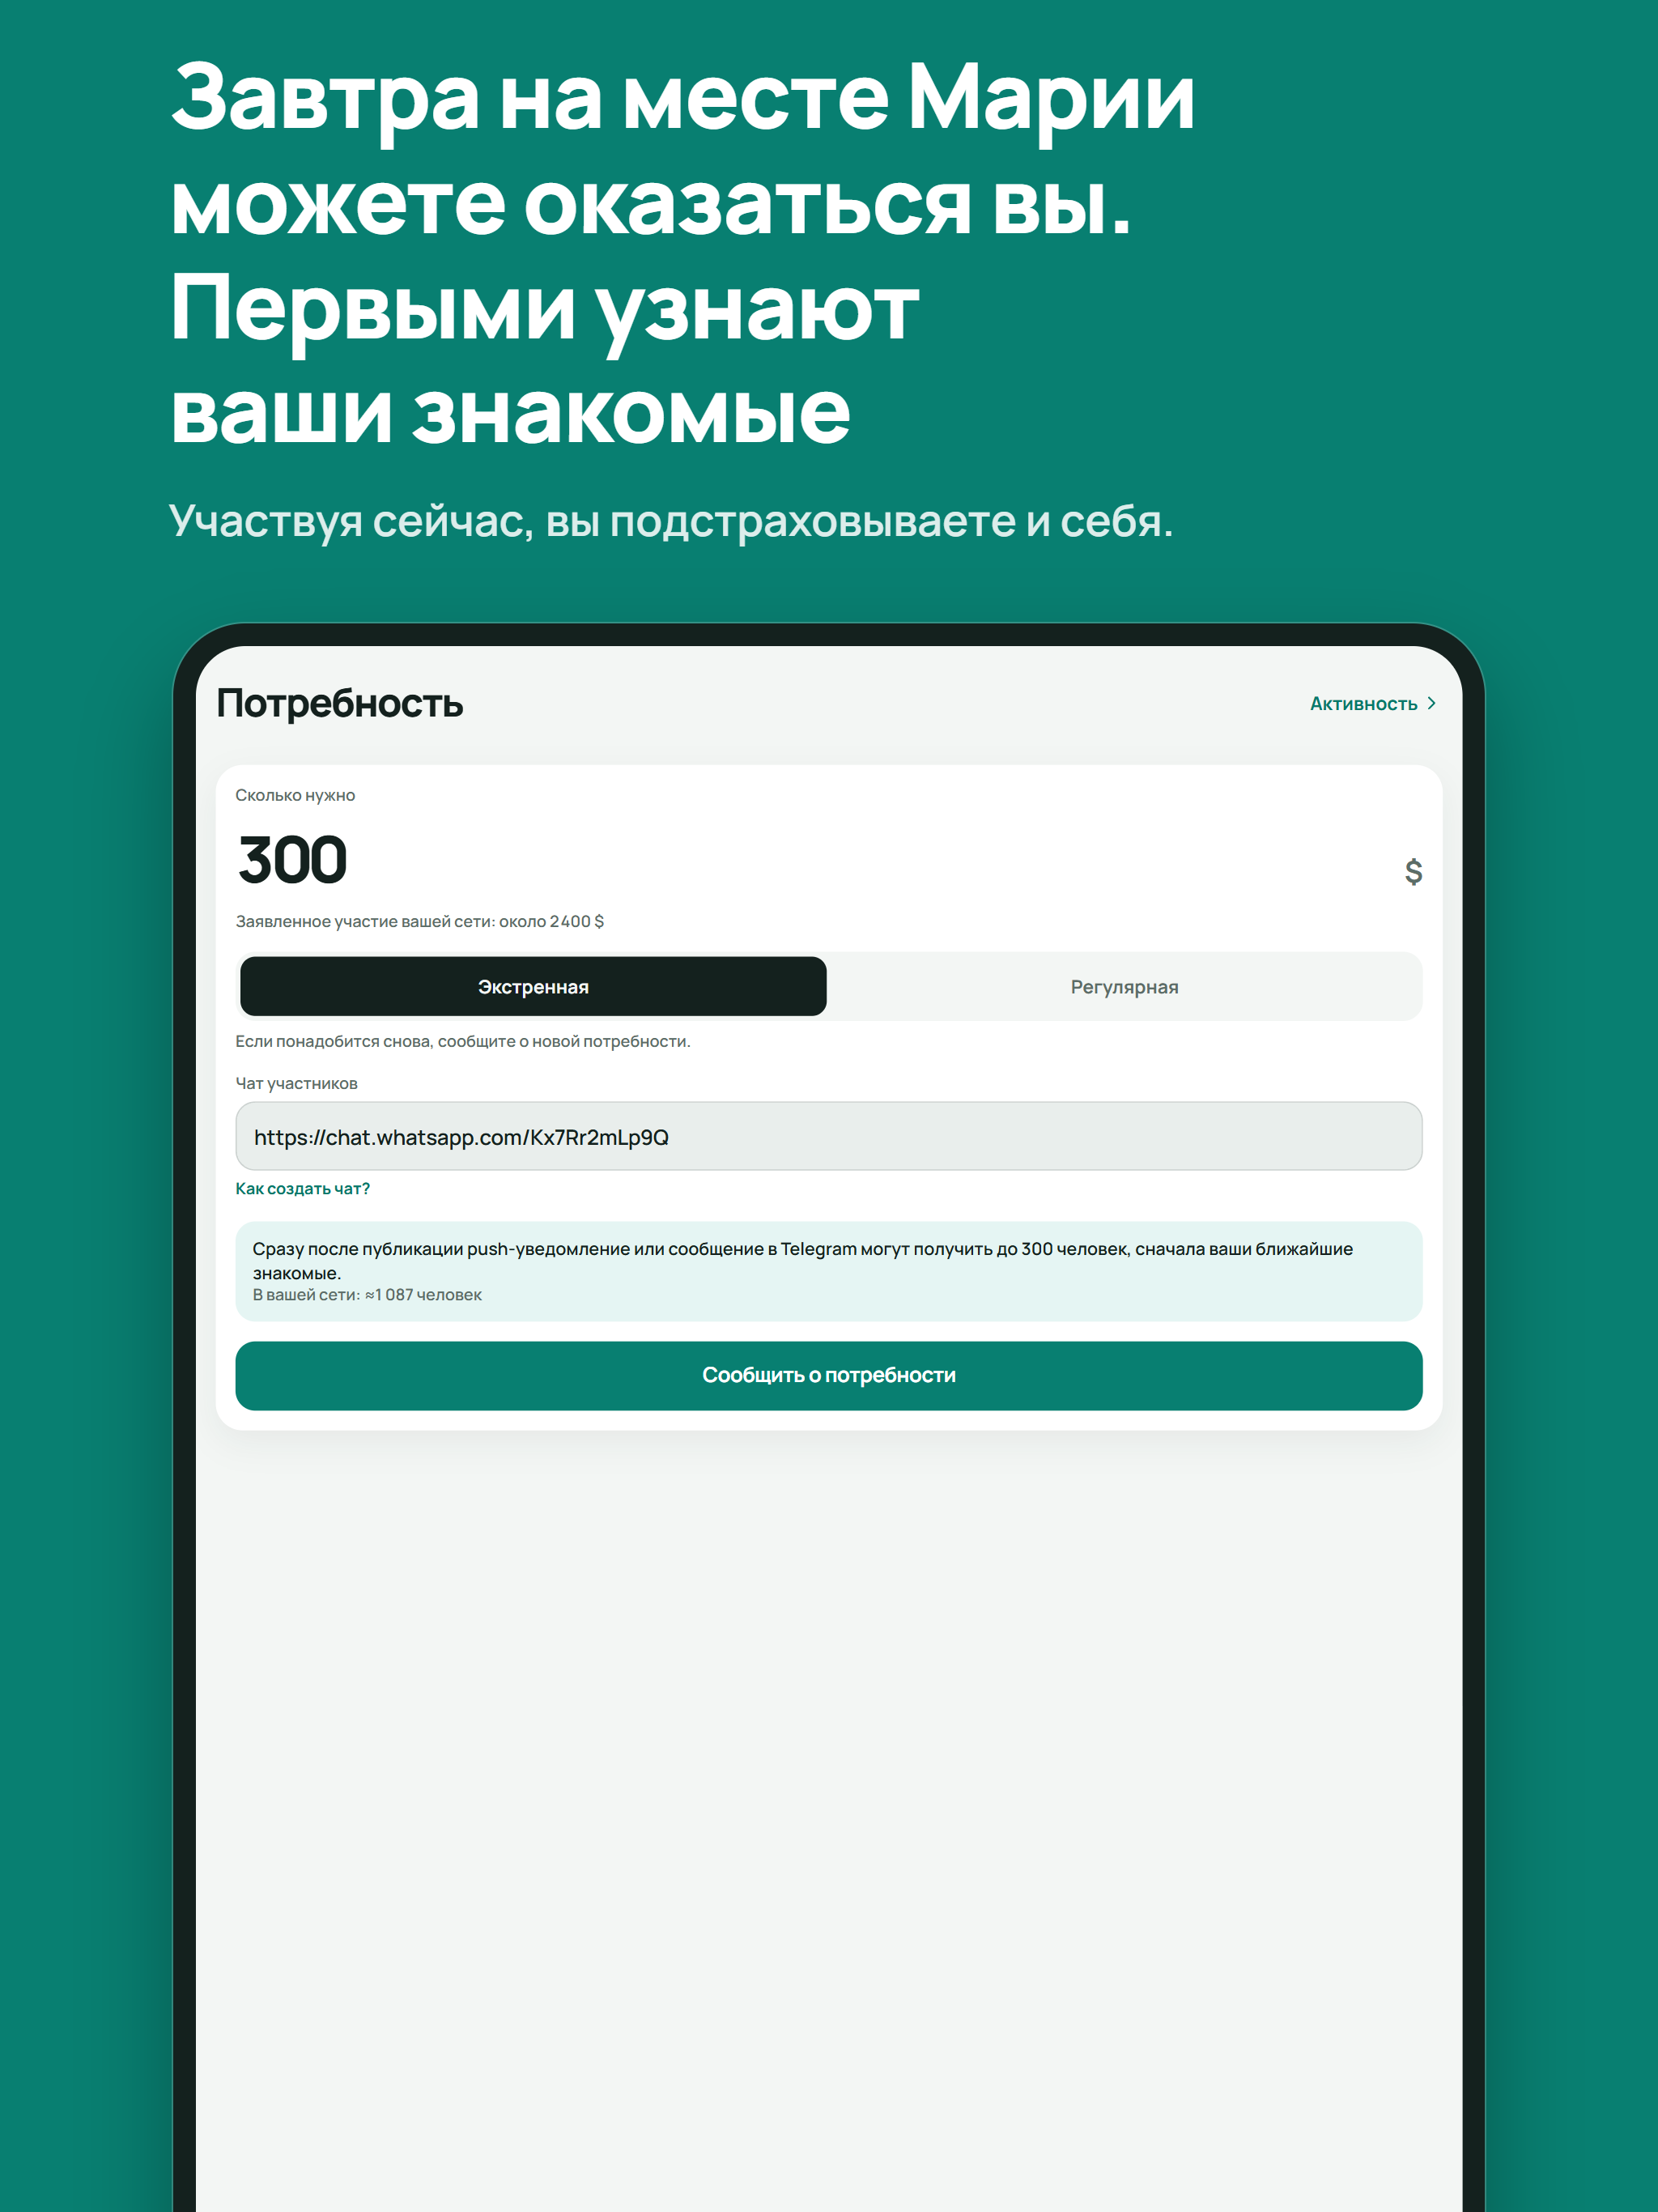 Завтра на месте Марии
можете оказаться вы.
Первыми узнают
ваши знакомые
Участвуя сейчас, вы подстраховываете и себя.
Потребность
Активность
Сколько нужно
300
$
Заявленное участие вашей сети: около 2 400 $
Экстренная
Регулярная
Если понадобится снова, сообщите о новой потребности.
Чат участников
https://chat.whatsapp.com/Kx7Rr2mLp9Q
Как создать чат?
Сразу после публикации push-уведомление или сообщение в Telegram могут получить до 300 человек, сначала ваши ближайшие
знакомые.
В вашей сети: ≈1 087 человек
Сообщить о потребности